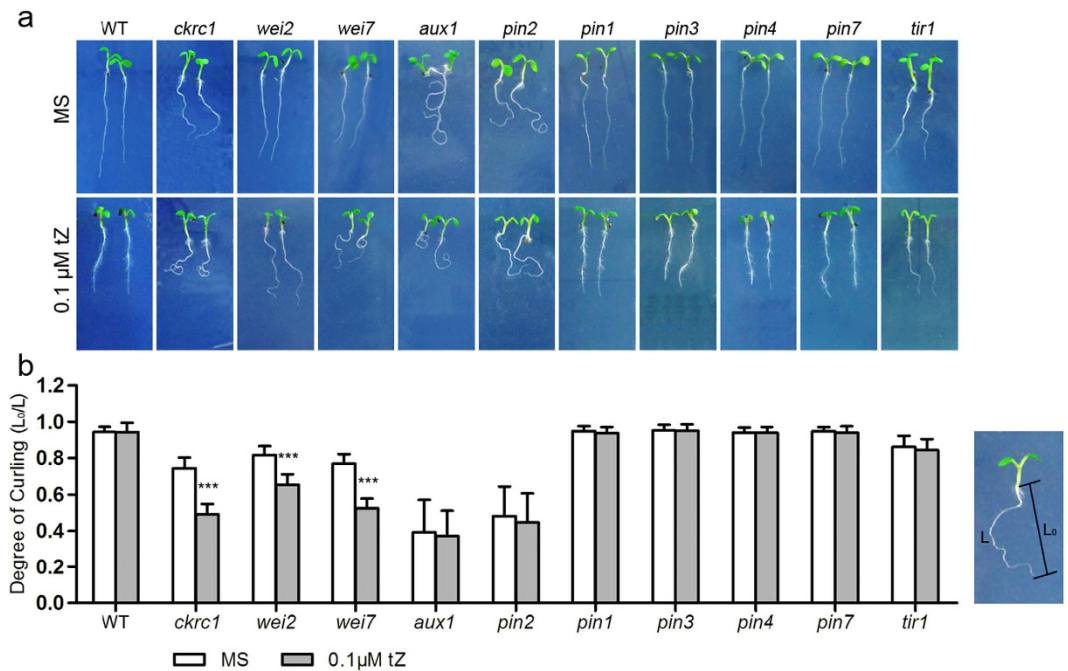 a
WT ckrc1 wei2 wei7 aux1 pin2 pin1 pin3 pin4 pin7 tir1
MS
0.1 µM tZ
b
Degree of Curling (L₀/L)
1.2
1.0
0.8
0.6
0.4
0.2
0.0
***
***
***
WT ckrc1 wei2 wei7 aux1 pin2 pin1 pin3 pin4 pin7 tir1
MS 0.1µM tZ
L L₀